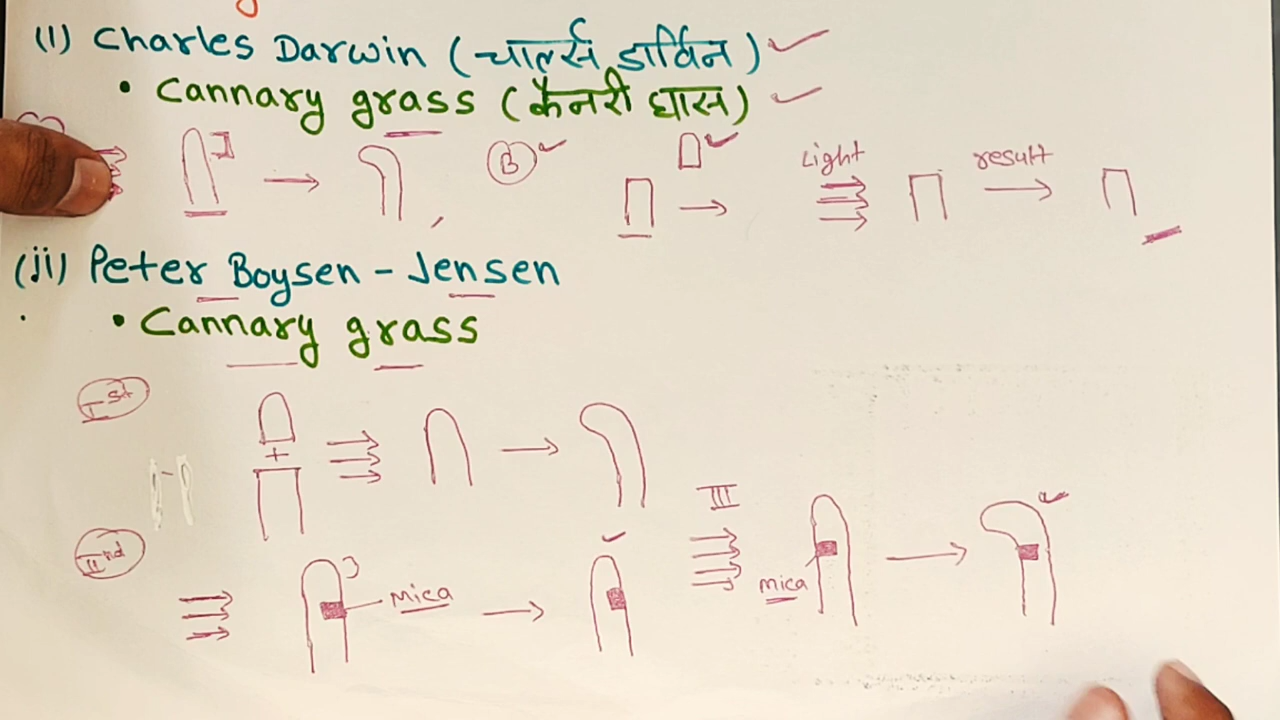 (I) Charles Darwin (चार्ल्स डार्विन)
• Cannary grass (कैनरी घास)
B
Light
result
(ii) Peter Boysen - Jensen
• Cannary grass
Ist
+
IInd
Mica
III
Mica